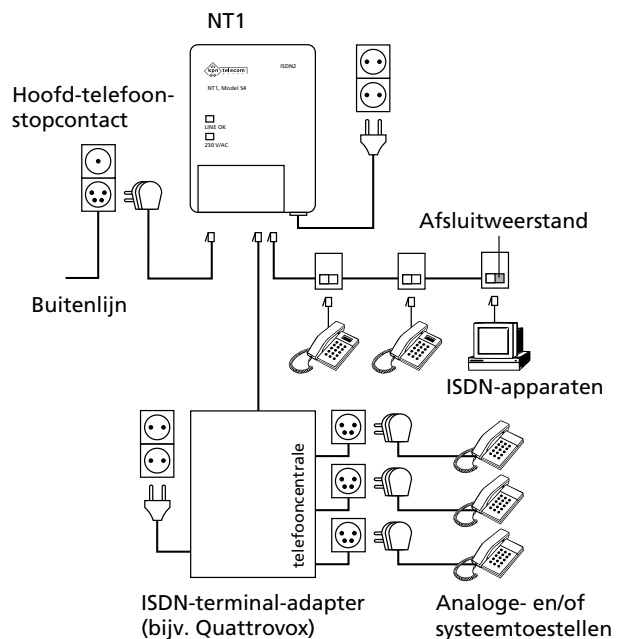 NT1
kpn telecom
ISDN2
NT1, Model S4
LINE OK
230 V/AC
Hoofd-telefoon-
stopcontact
Afsluitweerstand
Buitenlijn
ISDN-apparaten
telefooncentrale
ISDN-terminal-adapter
(bijv. Quattrovox)
Analoge- en/of
systeemtoestellen